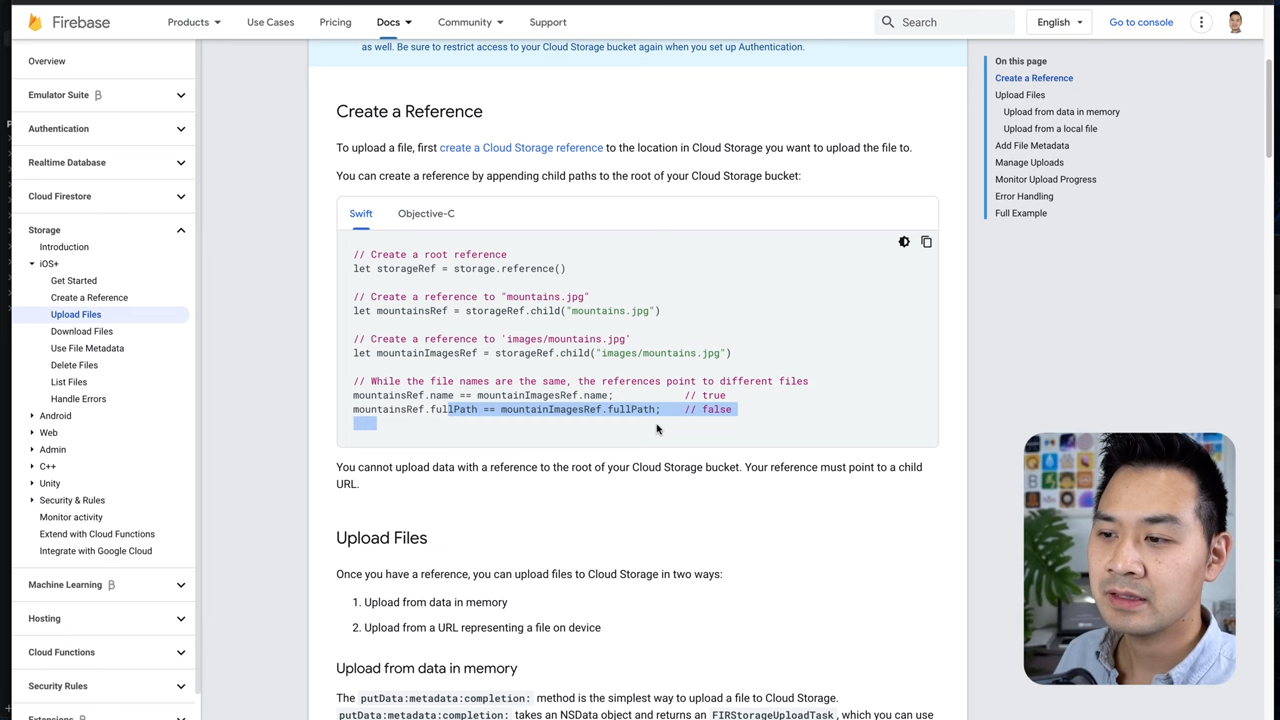 Firebase
Products
Use Cases
Pricing
Docs
Community
Support
Search
English
Go to console
Overview
Emulator Suite
Authentication
Realtime Database
Cloud Firestore
Storage
Introduction
iOS+
Get Started
Create a Reference
Upload Files
Download Files
Use File Metadata
Delete Files
List Files
Handle Errors
Android
Web
Admin
C++
Unity
Security & Rules
Monitor activity
Extend with Cloud Functions
Integrate with Google Cloud
Machine Learning
Hosting
Cloud Functions
Security Rules
as well. Be sure to restrict access to your Cloud Storage bucket again when you set up Authentication.
Create a Reference
To upload a file, first create a Cloud Storage reference to the location in Cloud Storage you want to upload the file to.
You can create a reference by appending child paths to the root of your Cloud Storage bucket:
Swift
Objective-C
// Create a root reference
let storageRef = storage.reference()
// Create a reference to "mountains.jpg"
let mountainsRef = storageRef.child("mountains.jpg")
// Create a reference to 'images/mountains.jpg'
let mountainImagesRef = storageRef.child("images/mountains.jpg")
// While the file names are the same, the references point to different files
mountainsRef.name == mountainImagesRef.name; // true
mountainsRef.fullPath == mountainImagesRef.fullPath; // false
You cannot upload data with a reference to the root of your Cloud Storage bucket. Your reference must point to a child
URL.
Upload Files
Once you have a reference, you can upload files to Cloud Storage in two ways:
1. Upload from data in memory
2. Upload from a URL representing a file on device
Upload from data in memory
The putData:metadata:completion: method is the simplest way to upload a file to Cloud Storage.
putData:metadata:completion: takes an NSData object and returns an FIRStorageUploadTask, which you can use
On this page
Create a Reference
Upload Files
Upload from data in memory
Upload from a local file
Add File Metadata
Manage Uploads
Monitor Upload Progress
Error Handling
Full Example